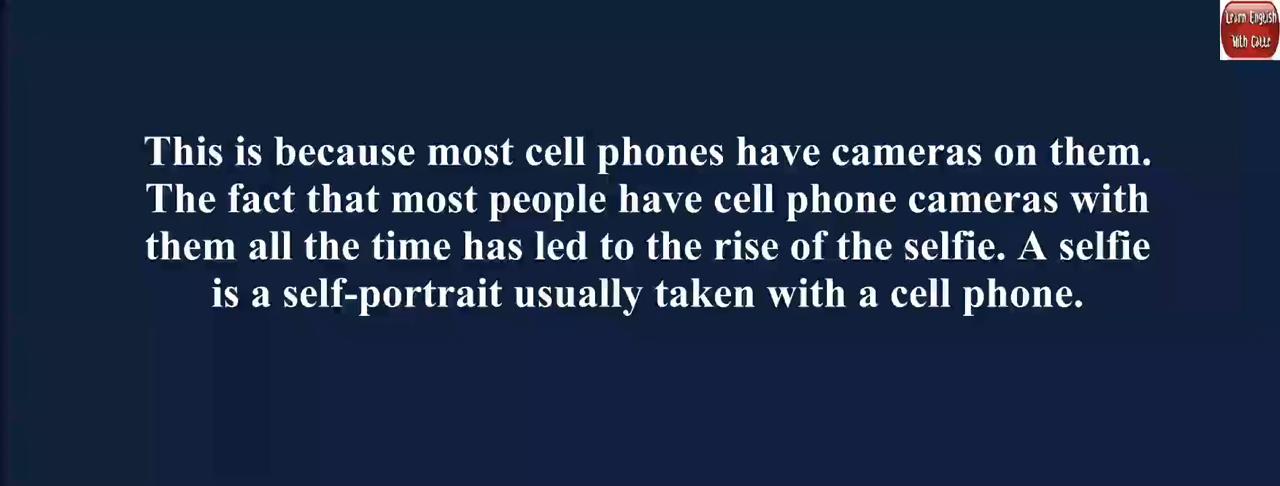 Learn English
With
This is because most cell phones have cameras on them.
The fact that most people have cell phone cameras with
them all the time has led to the rise of the selfie. A selfie
is a self-portrait usually taken with a cell phone.